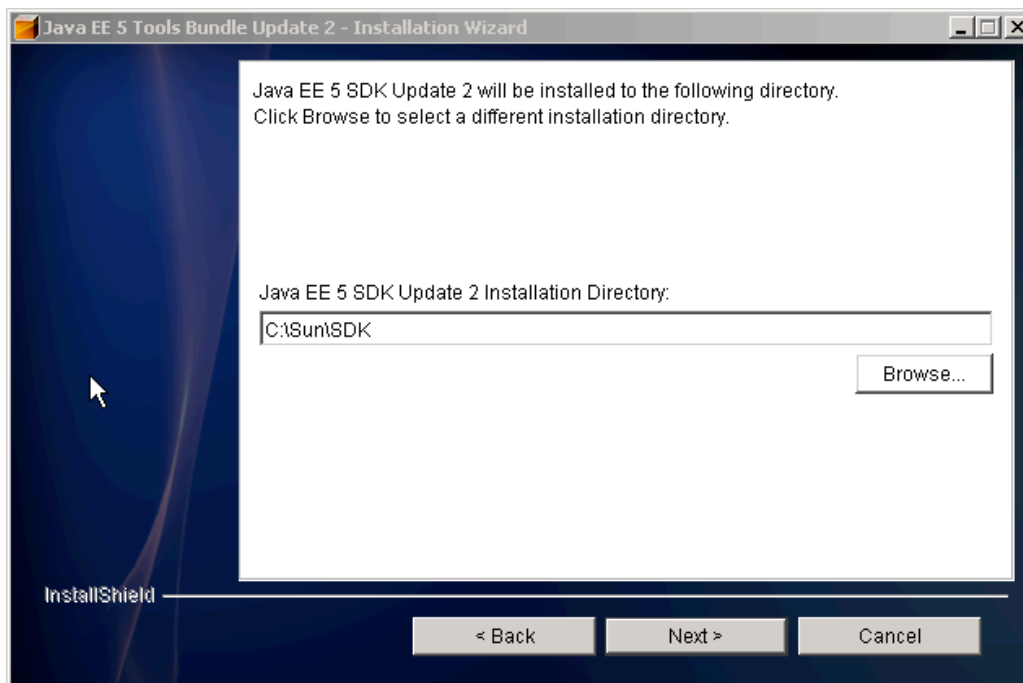 Java EE 5 Tools Bundle Update 2 - Installation Wizard
Java EE 5 SDK Update 2 will be installed to the following directory.
Click Browse to select a different installation directory.
Java EE 5 SDK Update 2 Installation Directory:
C:\Sun\SDK
Browse...
InstallShield
< Back
Next >
Cancel